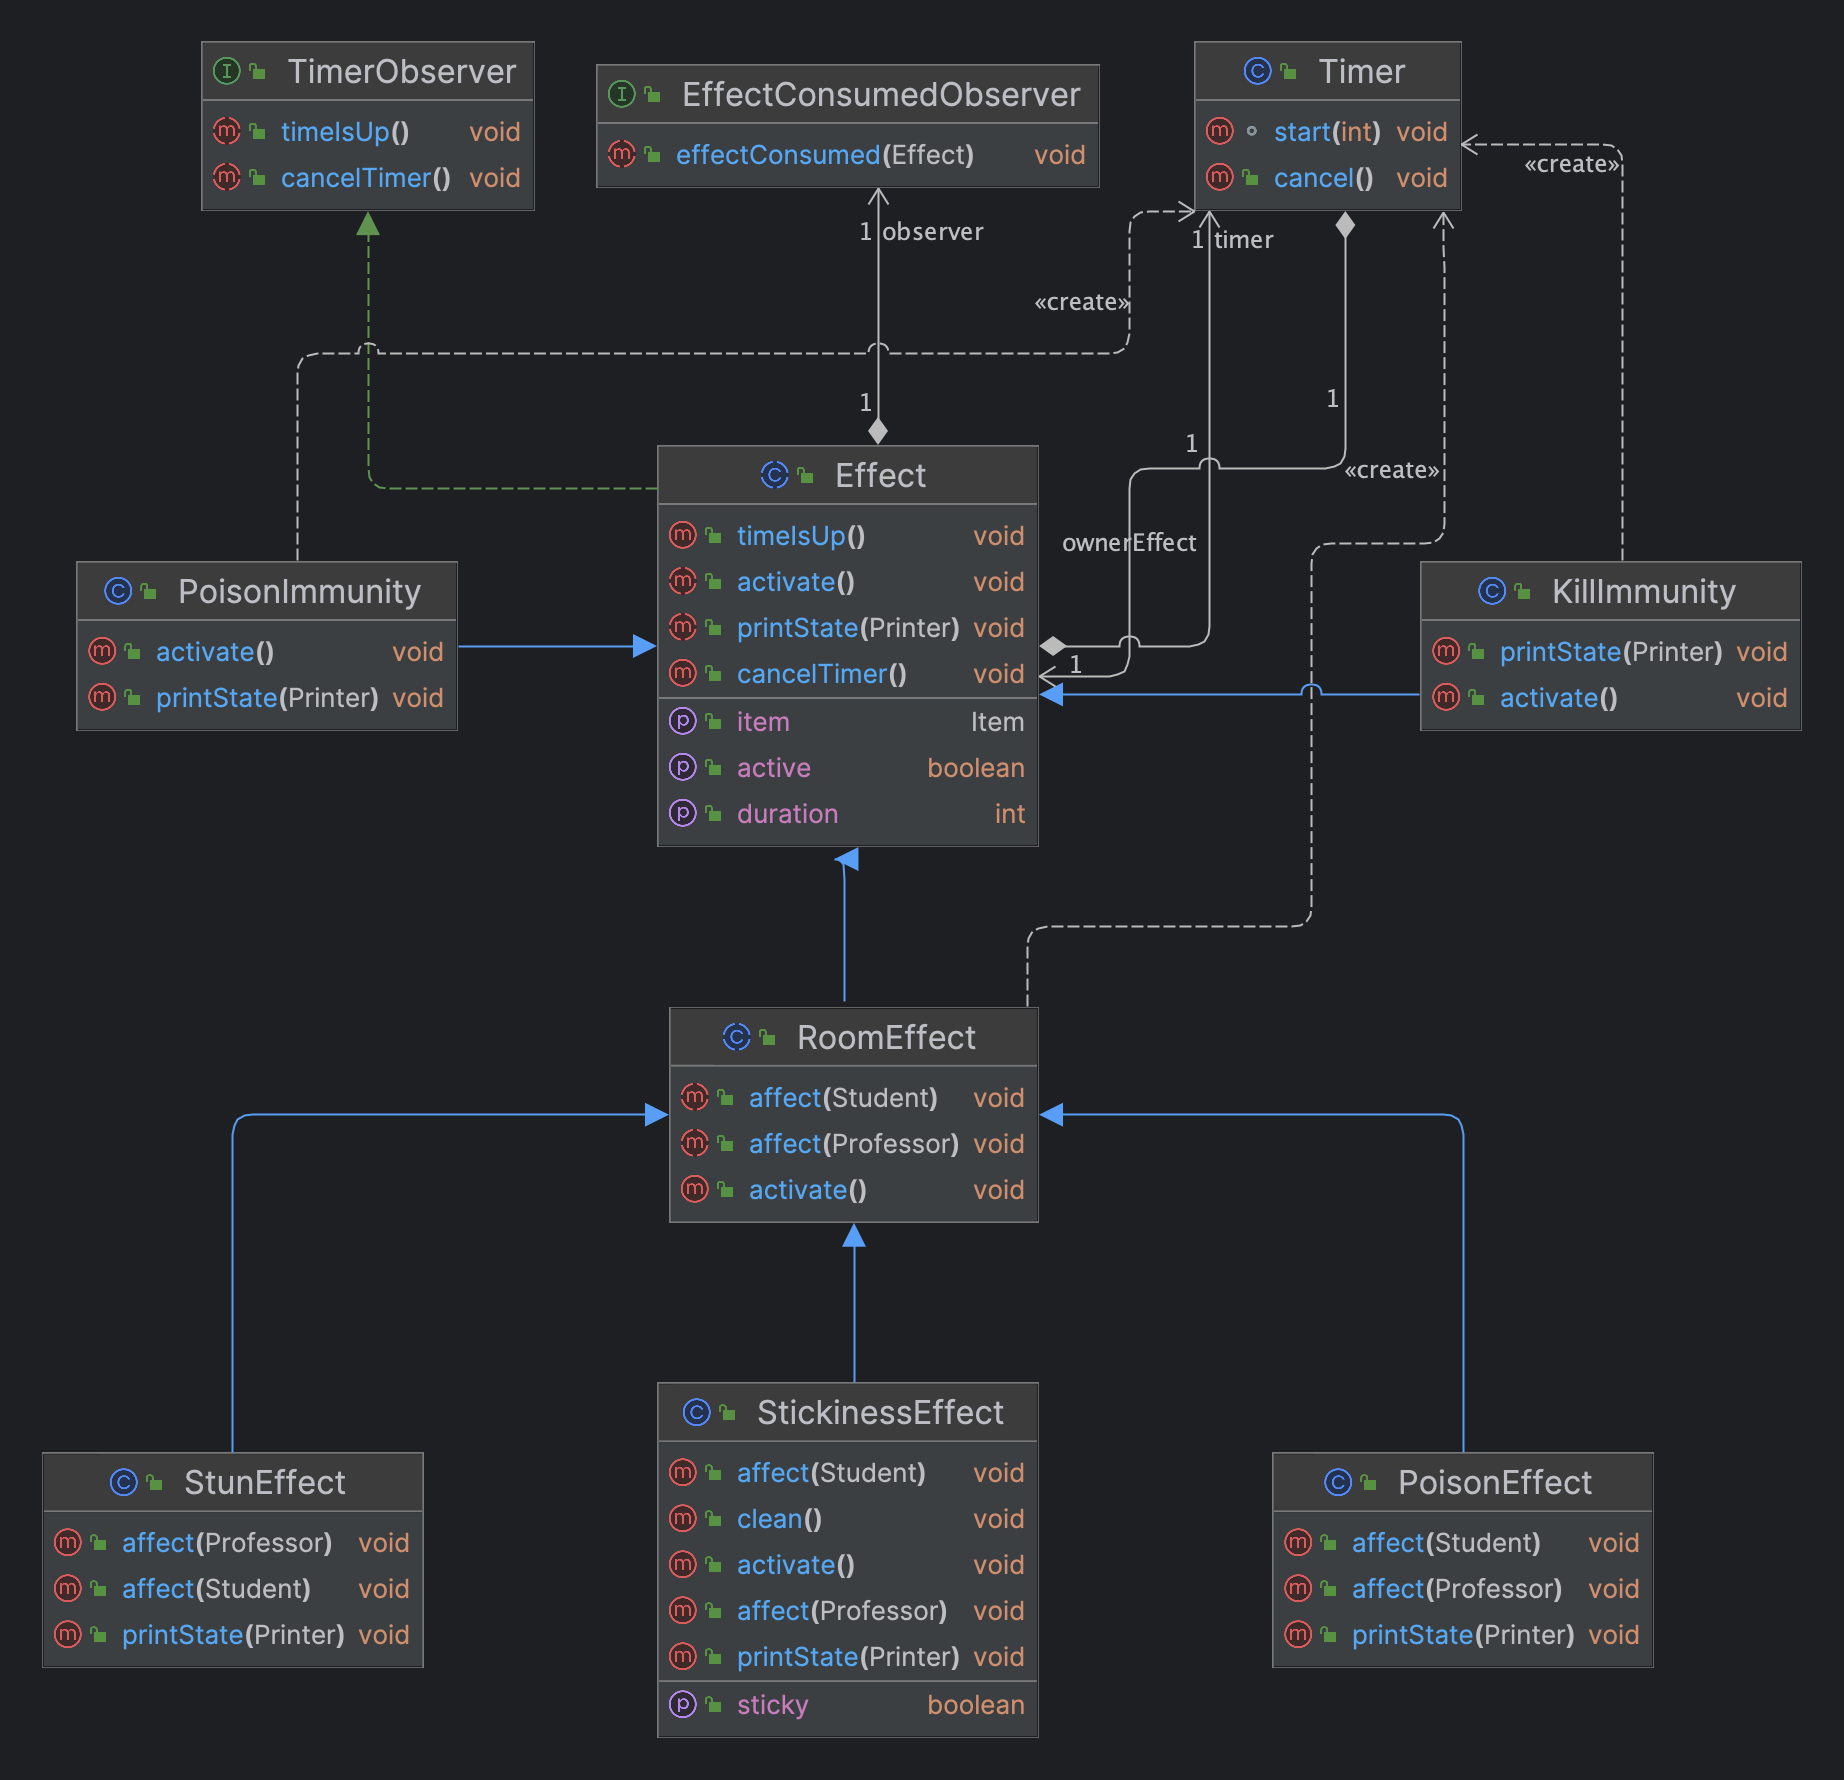 TimerObserver
timeIsUp() void
cancelTimer() void
EffectConsumedObserver
effectConsumed(Effect) void
Timer
start(int) void
cancel() void
«create»
1 observer
1 timer
«create»
1
1
1
«create»
ownerEffect
1
Effect
timeIsUp() void
activate() void
printState(Printer) void
cancelTimer() void
item Item
active boolean
duration int
PoisonImmunity
activate() void
printState(Printer) void
KillImmunity
printState(Printer) void
activate() void
RoomEffect
affect(Student) void
affect(Professor) void
activate() void
StunEffect
affect(Professor) void
affect(Student) void
printState(Printer) void
StickinessEffect
affect(Student) void
clean() void
activate() void
affect(Professor) void
printState(Printer) void
sticky boolean
PoisonEffect
affect(Student) void
affect(Professor) void
printState(Printer) void